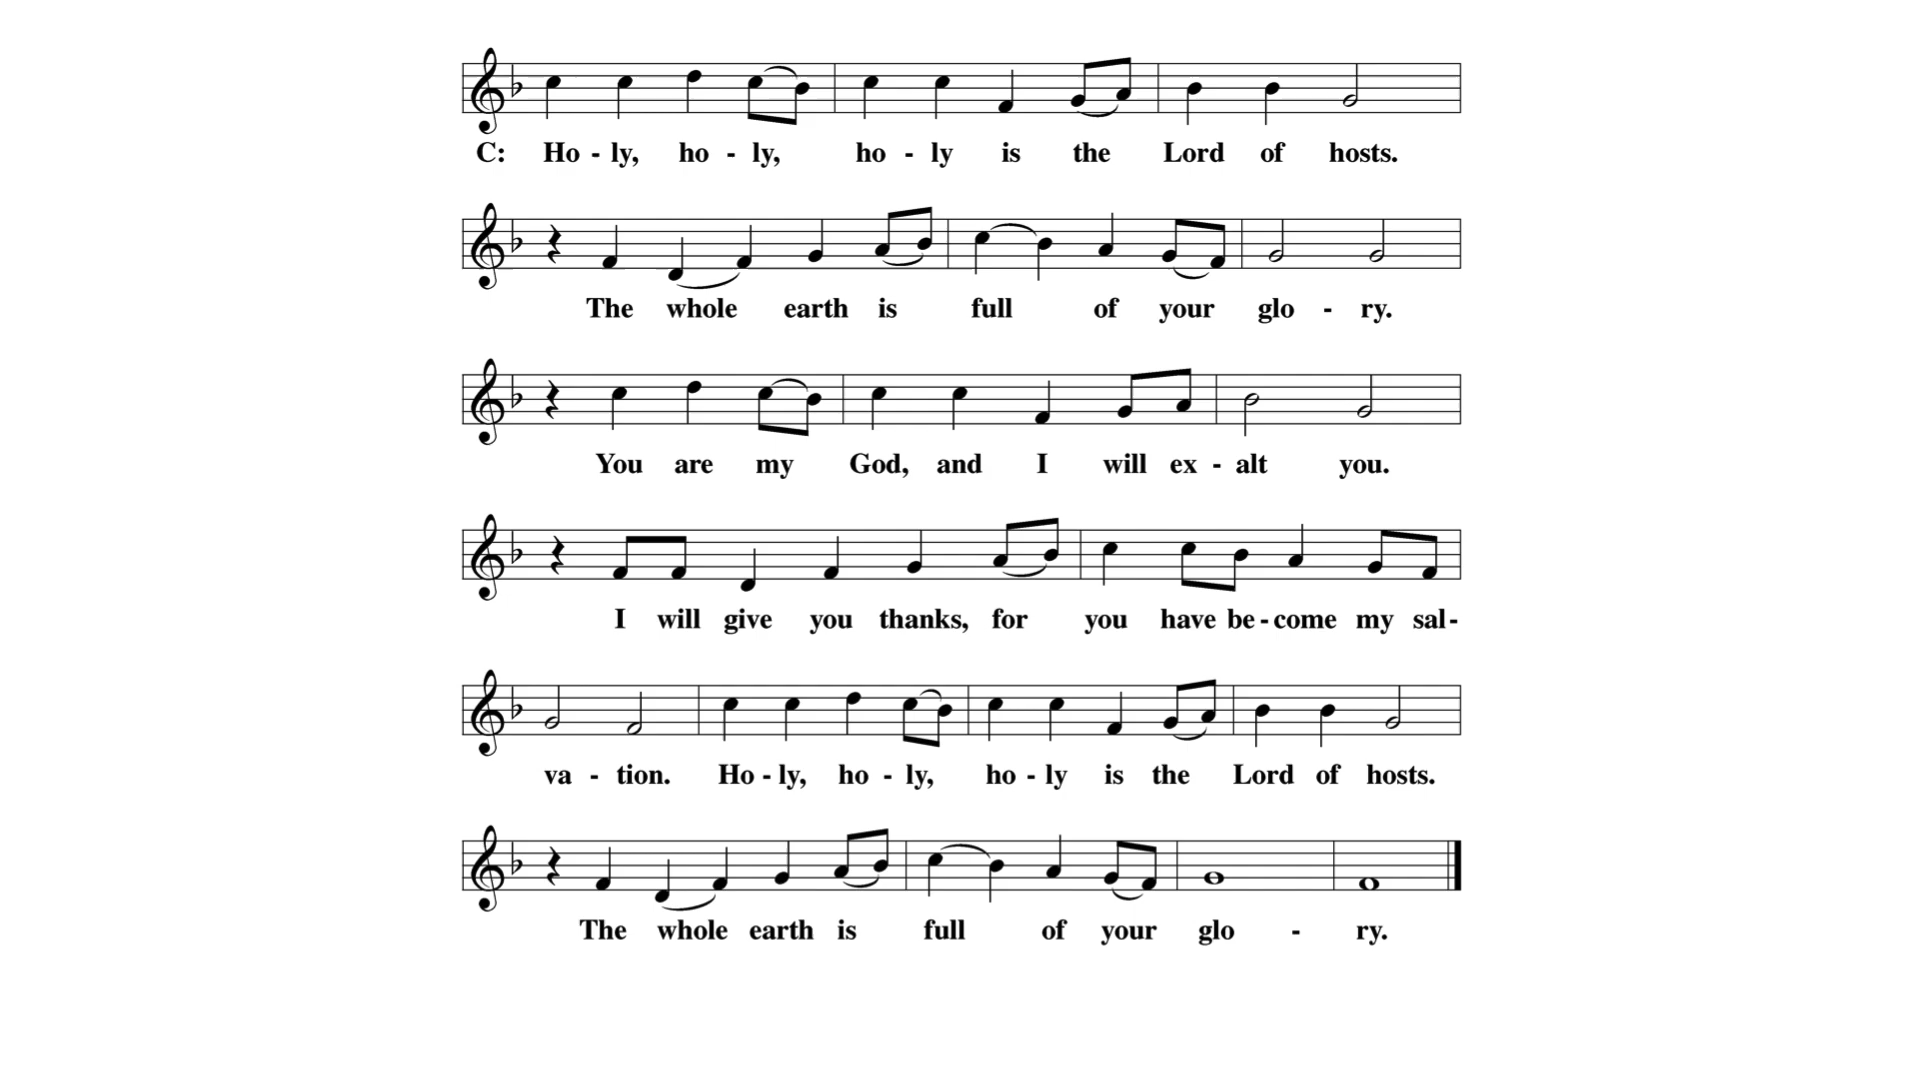 C: Ho - ly, ho - ly, ho - ly is the Lord of hosts.
The whole earth is full of your glo - ry.
You are my God, and I will ex - alt you.
I will give you thanks, for you have be - come my sal -
va - tion. Ho - ly, ho - ly, ho - ly is the Lord of hosts.
The whole earth is full of your glo - ry.